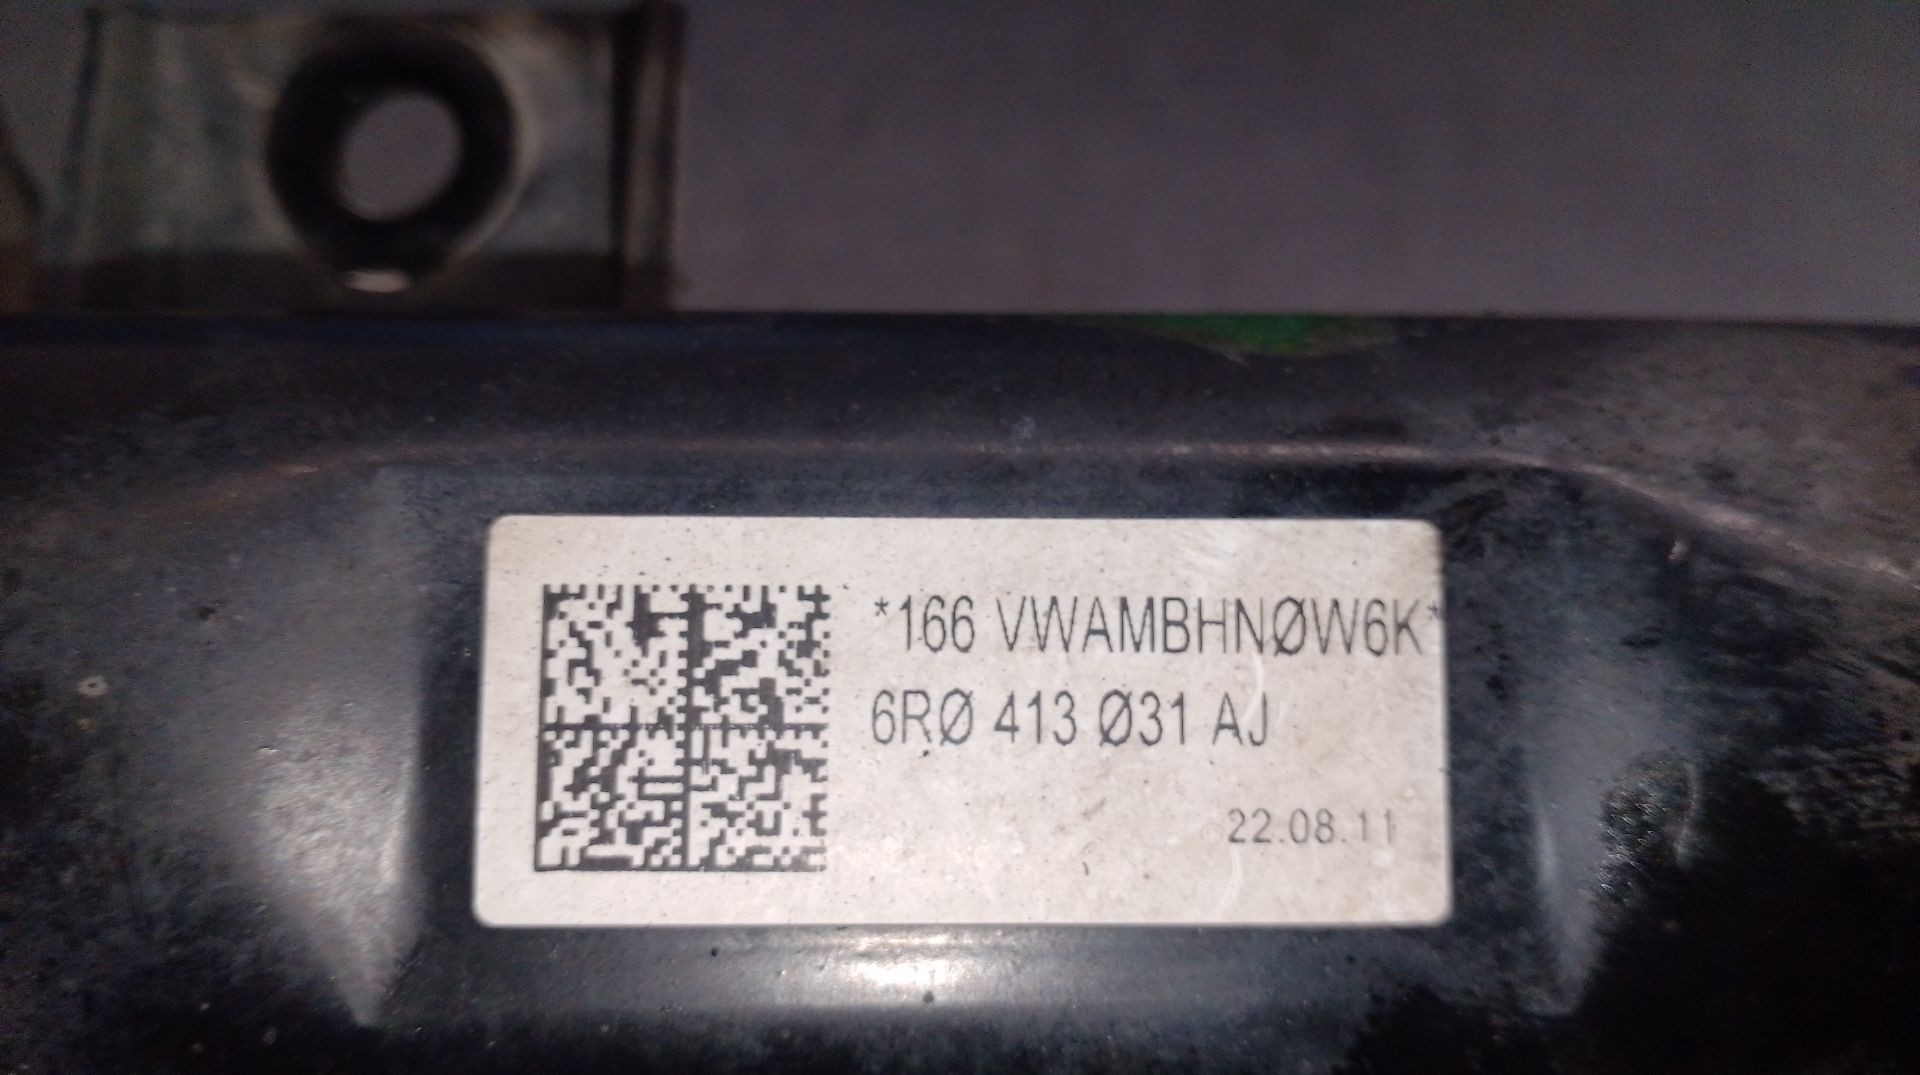 *166 VWAMBHNØW6K*
6RØ 413 Ø31 AJ
22.08.11